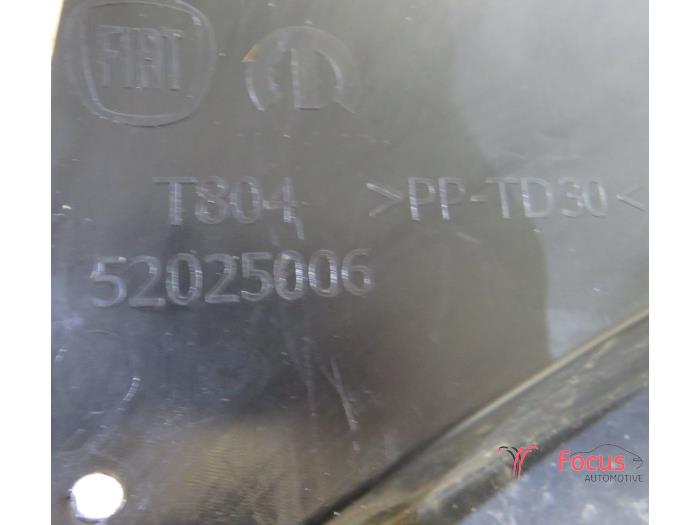 FIAT
T804 >PP-TD30<
52025006
Focus
AUTOMOTIVE